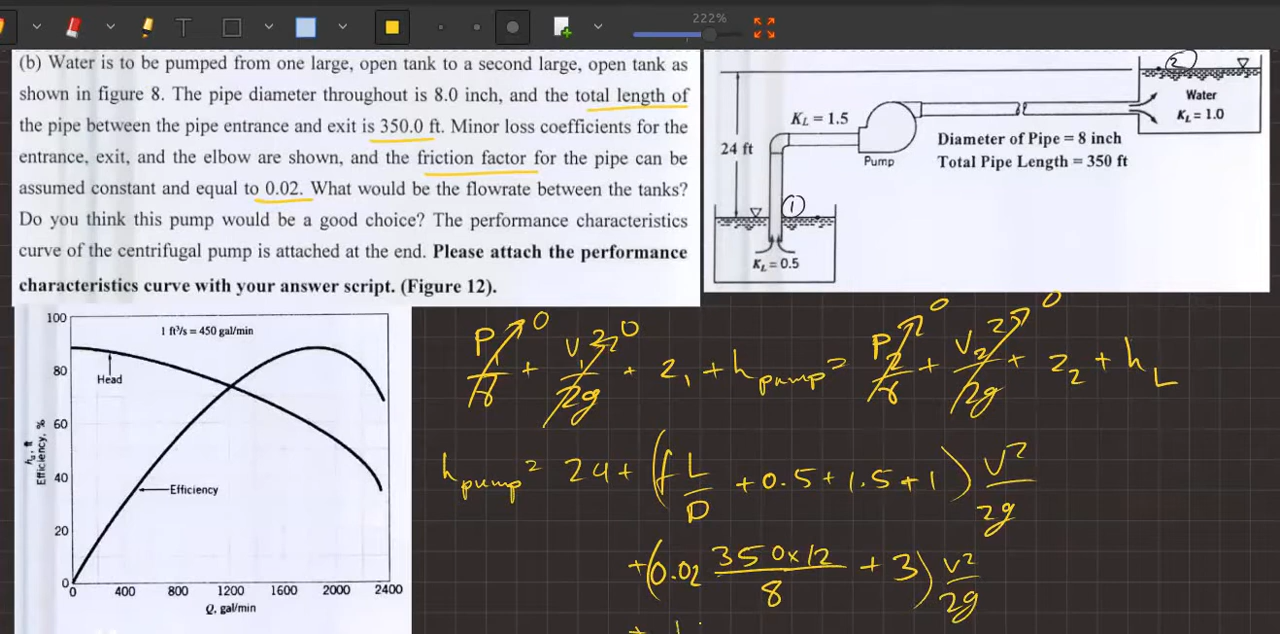 222%
(b) Water is to be pumped from one large, open tank to a second large, open tank as
shown in figure 8. The pipe diameter throughout is 8.0 inch, and the total length of
the pipe between the pipe entrance and exit is 350.0 ft. Minor loss coefficients for the
entrance, exit, and the elbow are shown, and the friction factor for the pipe can be
assumed constant and equal to 0.02. What would be the flowrate between the tanks?
Do you think this pump would be a good choice? The performance characteristics
curve of the centrifugal pump is attached at the end. Please attach the performance
characteristics curve with your answer script. (Figure 12).
2
Water
K_L = 1.0
K_L = 1.5
24 ft
Pump
Diameter of Pipe = 8 inch
Total Pipe Length = 350 ft
1
K_L = 0.5
100
80
60
40
20
0
1 ft³/s = 450 gal/min
Head
Efficiency
h_a, ft
Efficiency, %
0 400 800 1200 1600 2000 2400
Q, gal/min
P₁/γ → 0 + V₁²/2g → 0 + z₁ + h_pump = P₂/γ → 0 + V₂²/2g → 0 + z₂ + h_L
h_pump = 24 + (f L/D + 0.5 + 1.5 + 1) V²/2g
+ (0.02 350×12/8 + 3) V²/2g